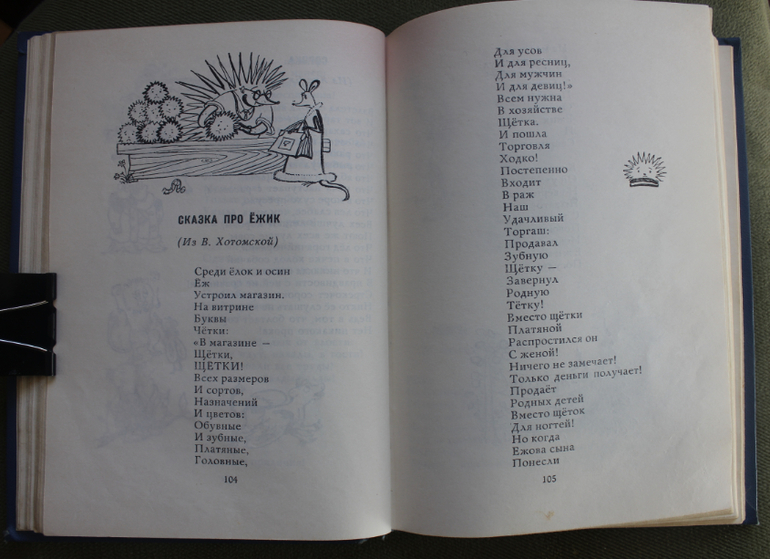 СКАЗКА ПРО ЁЖИК
(Из В. Хотомской)
Среди ёлок и осин
Ёж
Устроил магазин.
На витрине
Буквы
Чётки:
«В магазине —
Щётки,
ЩЁТКИ!
Всех размеров
И сортов,
Назначений
И цветов:
Обувные
И зубные,
Платяные,
Головные,
104
Для усов
И для ресниц,
Для мужчин
И для девиц!»
Всем нужна
В хозяйстве
Щётка.
И пошла
Торговля
Ходко!
Постепенно
Входит
В раж
Наш
Удачливый
Торгаш:
Продавал
Зубную
Щётку —
Завернул
Родную
Тётку!
Вместо щётки
Платяной
Распростился он
С женой!
Ничего не замечает!
Только деньги получает!
Продаёт
Родных детей
Вместо щёток
Для ногтей!
Но когда
Ежова сына
Понесли
105